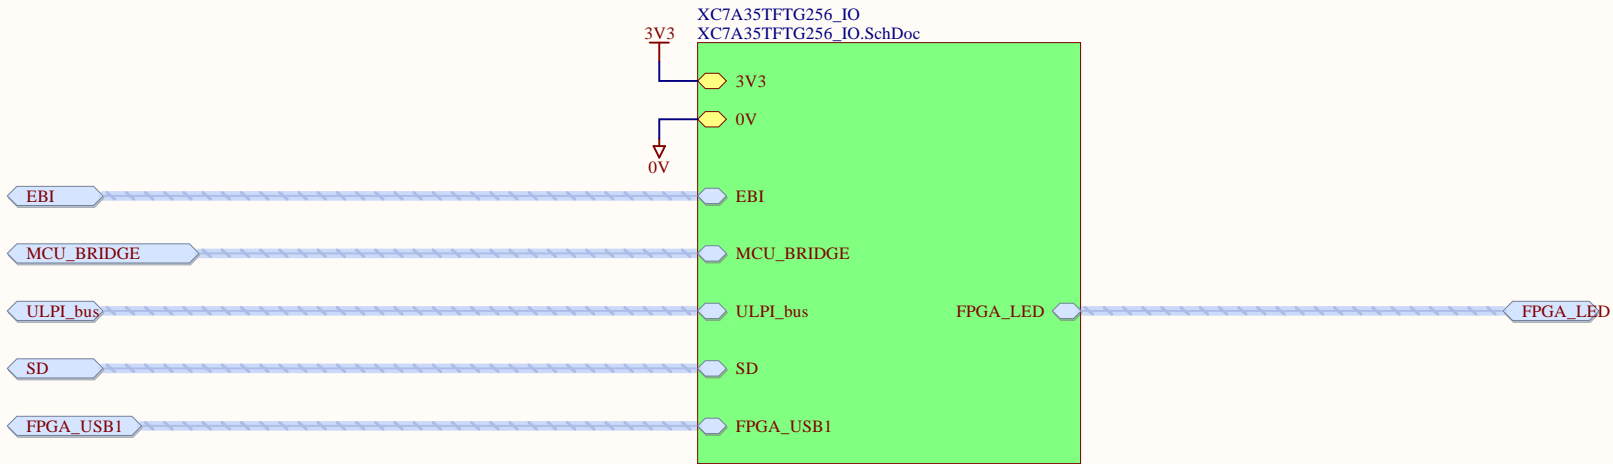 XC7A35TFTG256_IO
XC7A35TFTG256_IO.SchDoc
3V3
3V3
0V
0V
EBI
EBI
MCU_BRIDGE
MCU_BRIDGE
ULPI_bus
ULPI_bus
FPGA_LED
FPGA_LED
SD
SD
FPGA_USB1
FPGA_USB1